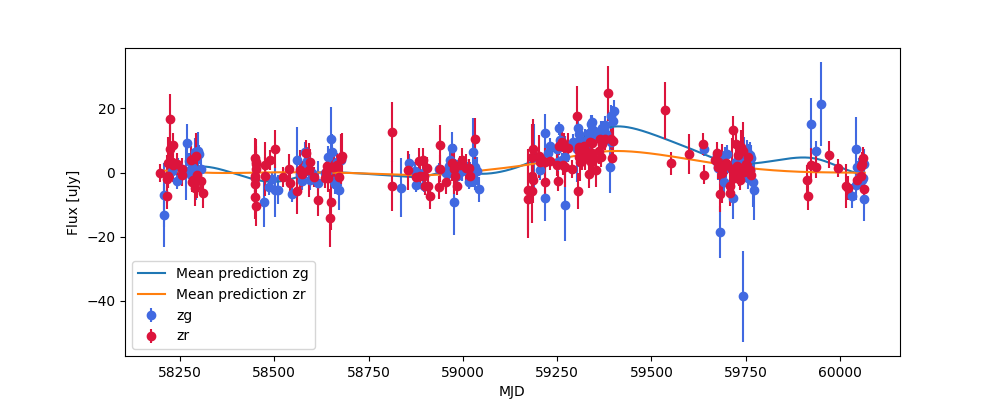 20
0
−20
−40
Flux [uJy]
58250
58500
58750
59000
59250
59500
59750
60000
MJD
Mean prediction zg
Mean prediction zr
zg
zr